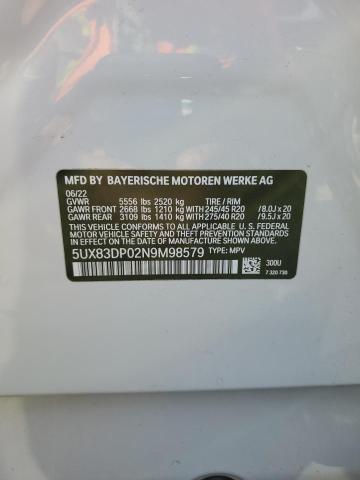 MFD BY BAYERISCHE MOTOREN WERKE AG
06/22
GVWR 5556 lbs 2520 kg TIRE / RIM
GAWR FRONT 2668 lbs 1210 kg WITH 245/45 R20 /8.0J x 20
GAWR REAR 3109 lbs 1410 kg WITH 275/40 R20 /9.5J x 20
THIS VEHICLE CONFORMS TO ALL APPLICABLE U.S. FEDERAL
MOTOR VEHICLE SAFETY, BUMPER, AND THEFT PREVENTION
STANDARDS IN EFFECT ON THE DATE OF MANUFACTURE SHOWN ABOVE.
5UX83DP02N9M98579 TYPE: MPV
300U
7 320 730